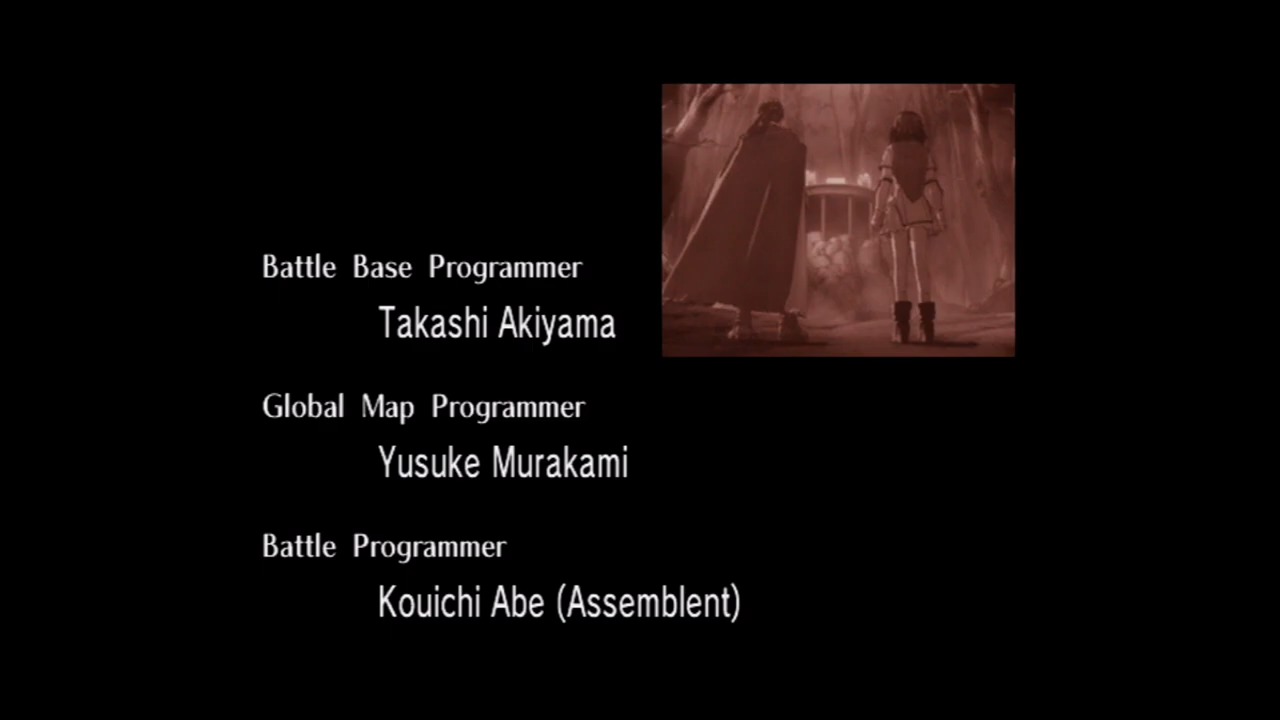 Battle Base Programmer
Takashi Akiyama
Global Map Programmer
Yusuke Murakami
Battle Programmer
Kouichi Abe (Assemblent)